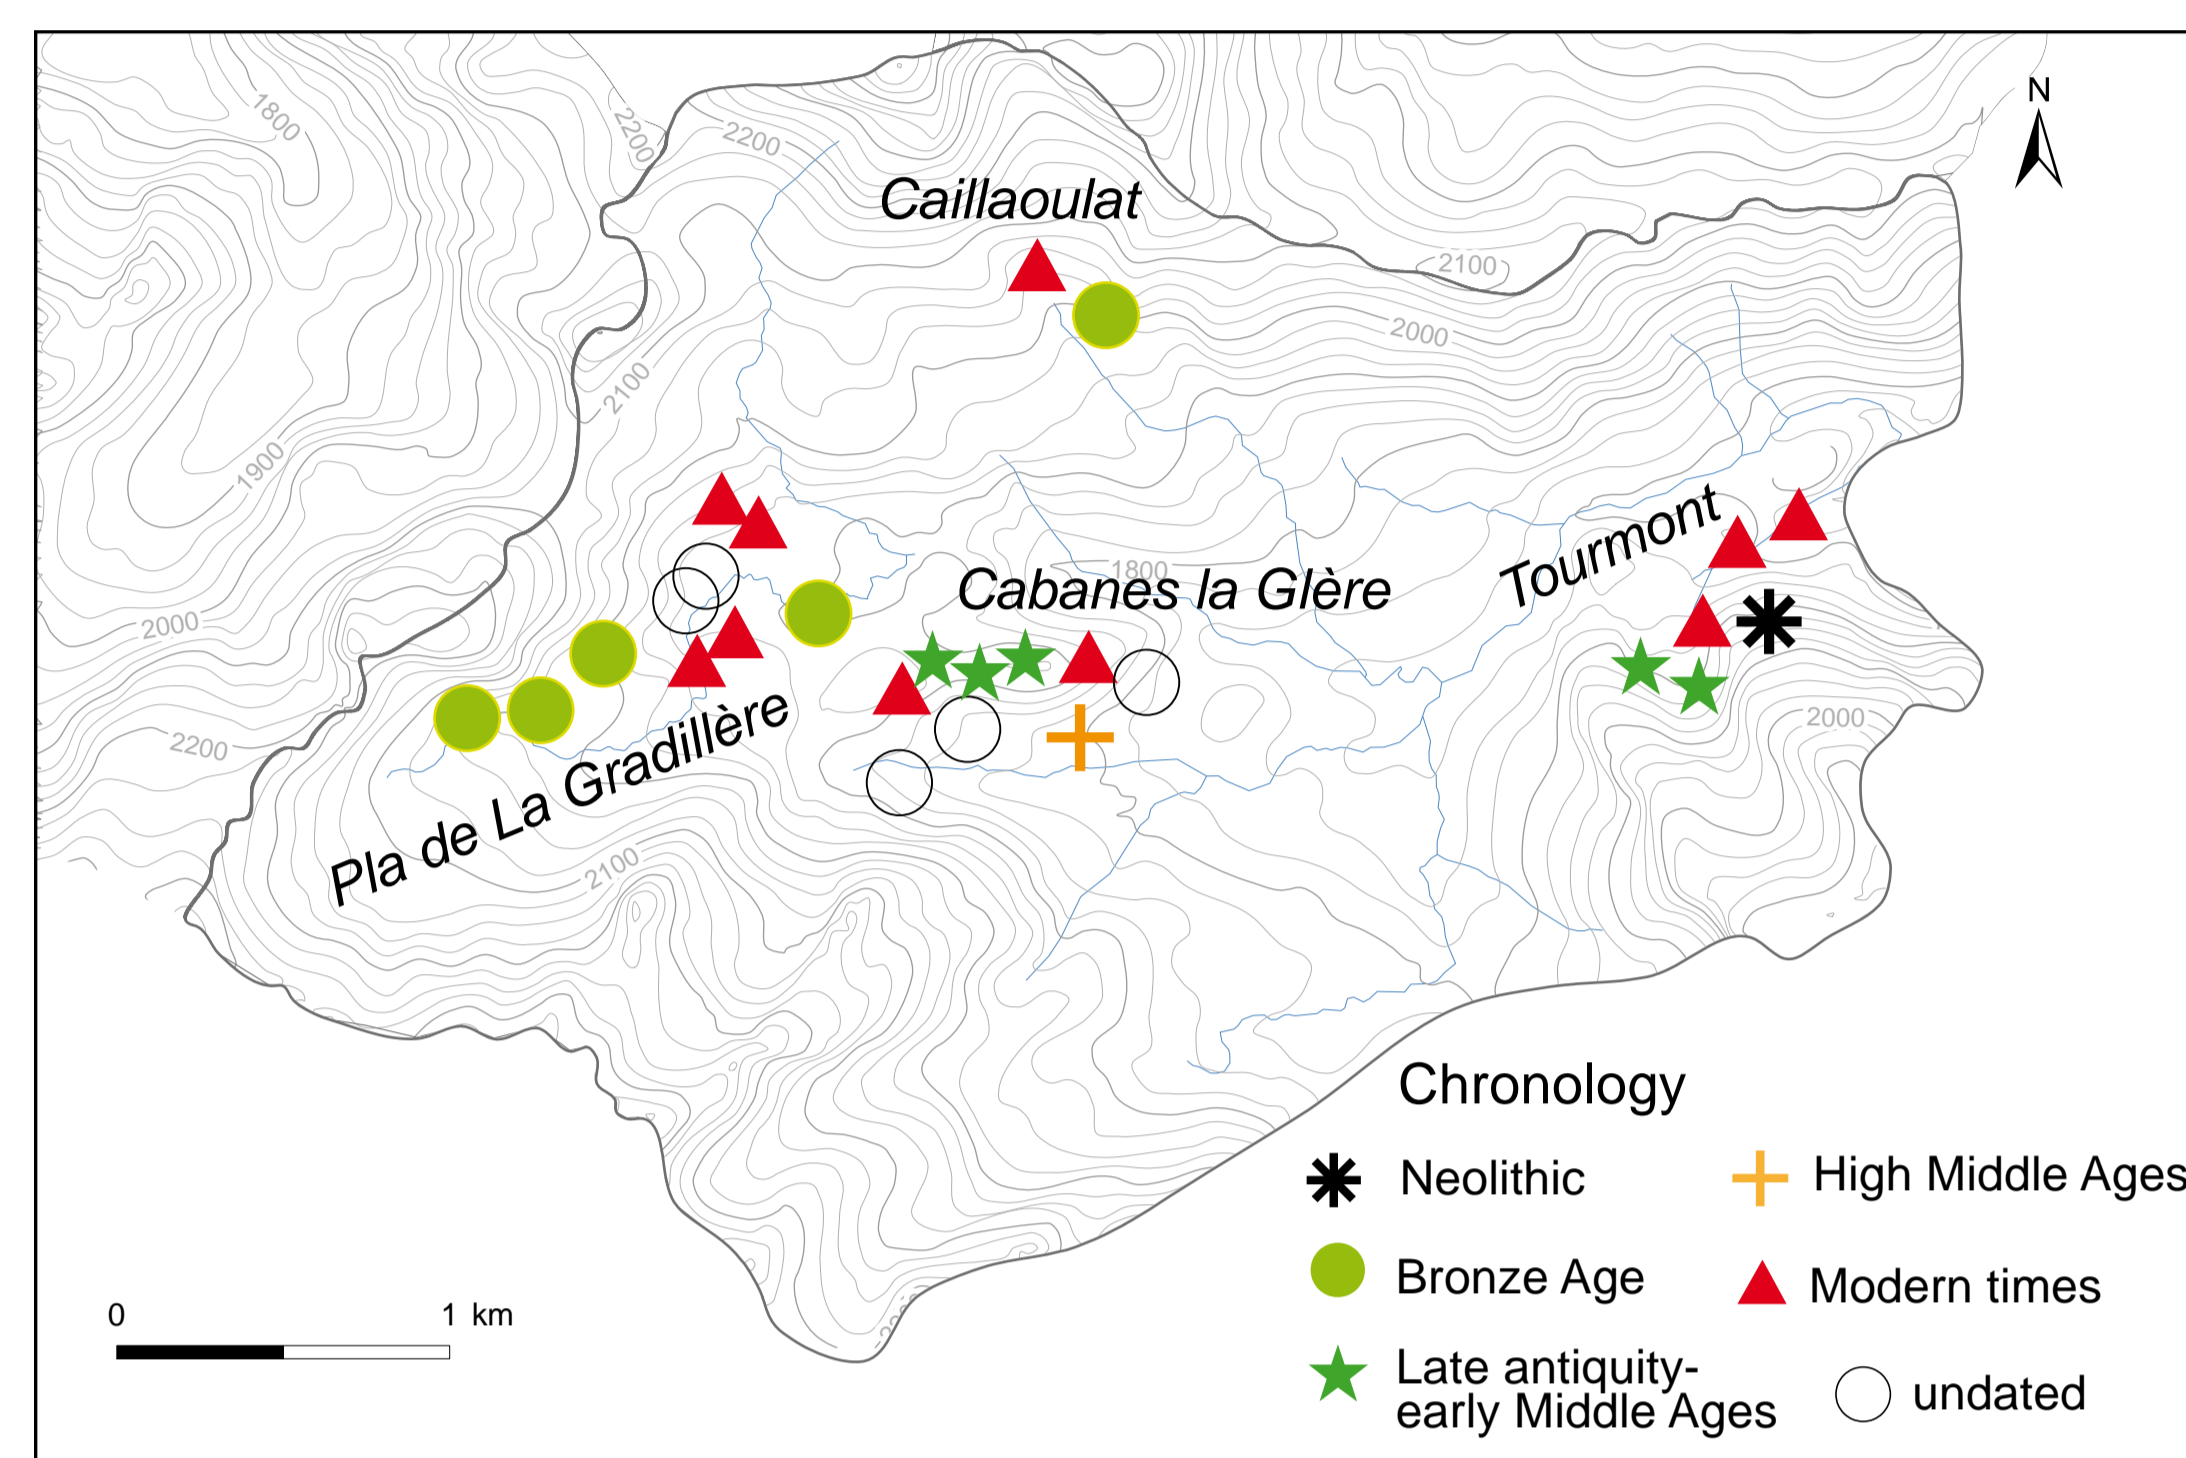 N
1800
2200
2200
Caillaoulat
2100
2000
2100
1900
Tourmont
1800
Cabanes la Glère
2000
2200
2000
Pla de La Gradillère
2100
Chronology
Neolithic
High Middle Ages
Bronze Age
Modern times
Late antiquity-
early Middle Ages
undated
0 1 km